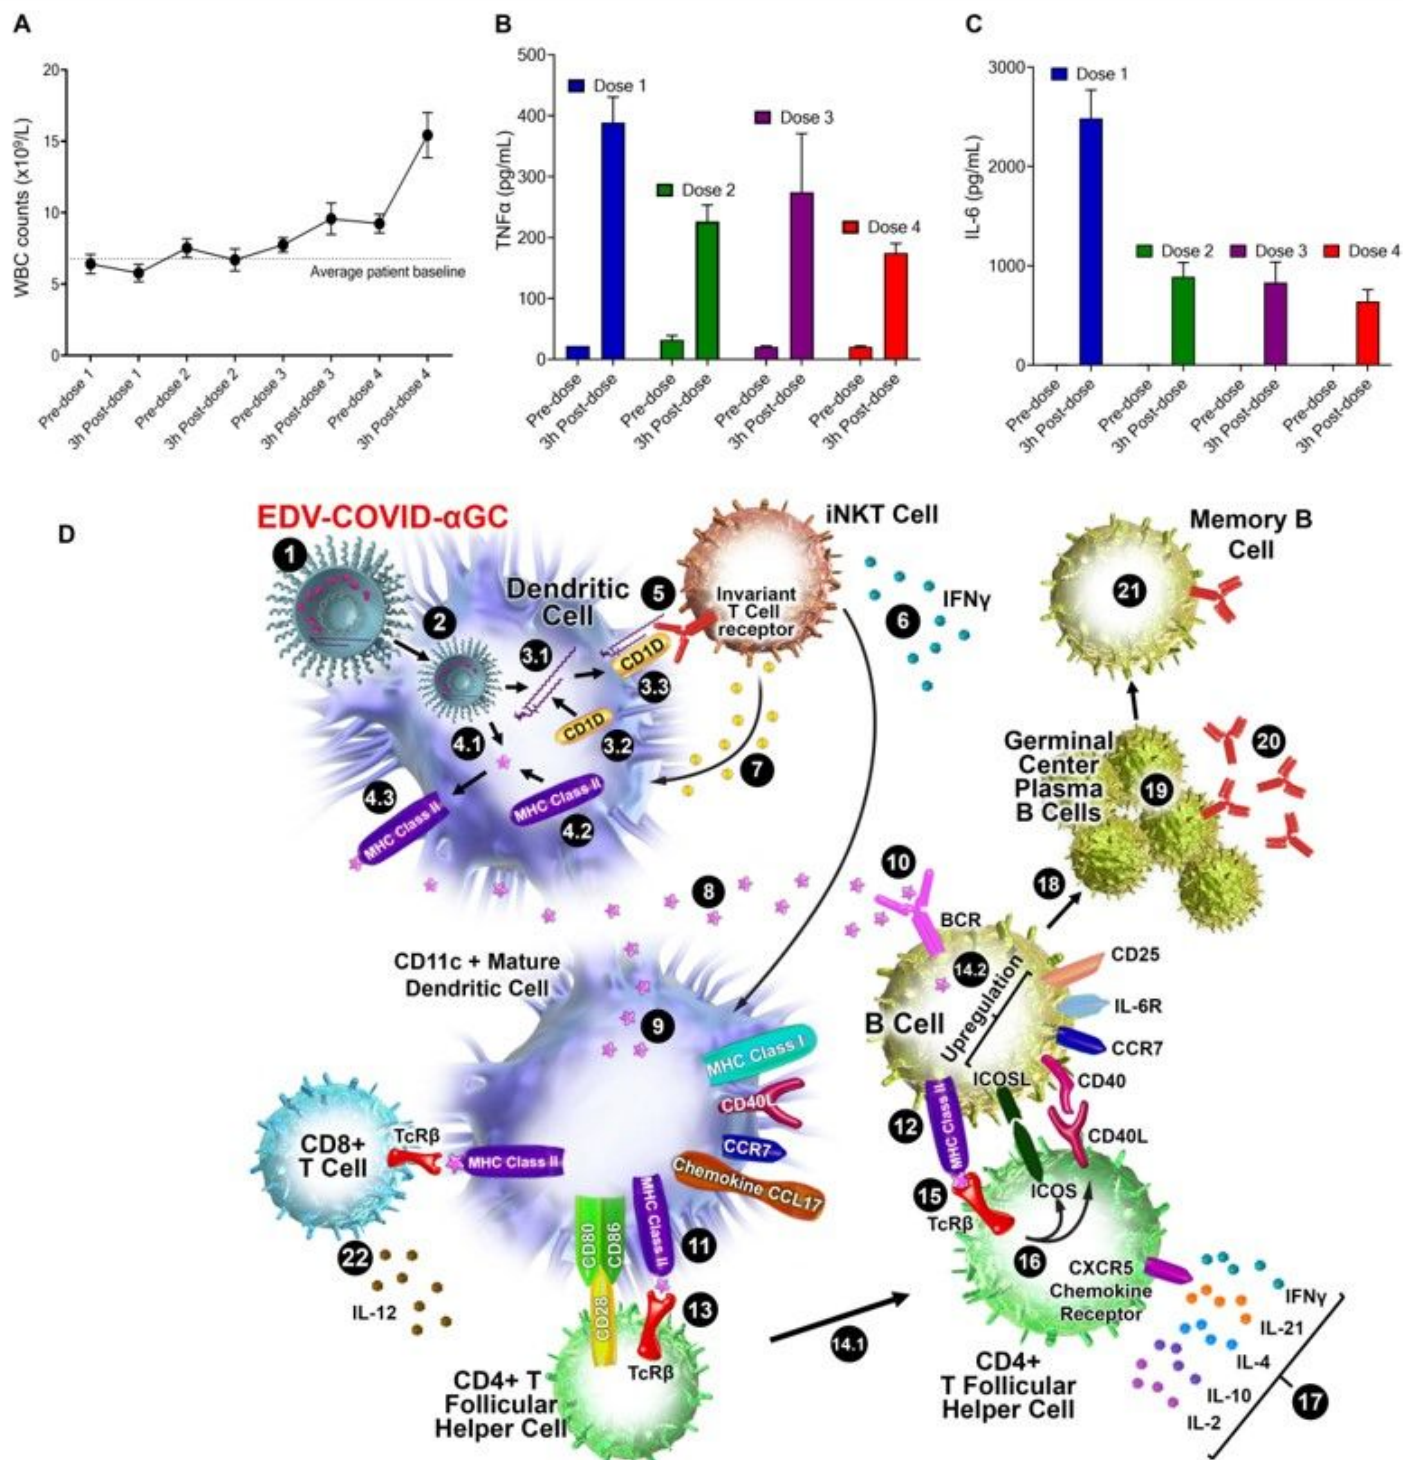 A
WBC counts (x10⁹/L)
20
15
10
5
0
Average patient baseline
Pre-dose 1
3h Post-dose 1
Pre-dose 2
3h Post-dose 2
Pre-dose 3
3h Post-dose 3
Pre-dose 4
3h Post-dose 4
B
TNFα (pg/mL)
500
400
300
200
100
0
Dose 1
Dose 2
Dose 3
Dose 4
Pre-dose
3h Post-dose
Pre-dose
3h Post-dose
Pre-dose
3h Post-dose
Pre-dose
3h Post-dose
C
IL-6 (pg/mL)
3000
2000
1000
0
Dose 1
Dose 2
Dose 3
Dose 4
Pre-dose
3h Post-dose
Pre-dose
3h Post-dose
Pre-dose
3h Post-dose
Pre-dose
3h Post-dose
D
EDV-COVID-αGC
1
2
Dendritic
Cell
3.1
CD1D
3.3
CD1D
3.2
4.1
4.3
MHC Class II
MHC Class II
4.2
5
iNKT Cell
Invariant
T Cell
receptor
6
IFNγ
7
8
Memory B
Cell
21
Germinal
Center
Plasma
B Cells
19
20
18
10
BCR
14.2
B Cell
Upregulation
CD25
IL-6R
CCR7
CD40
CD40L
ICOSL
12
MHC Class II
15
TcRβ
ICOS
16
CXCR5
Chemokine
Receptor
CD4+
T Follicular
Helper Cell
IFNγ
IL-21
IL-4
IL-10
IL-2
17
CD11c + Mature
Dendritic Cell
9
MHC Class I
CD40L
CCR7
Chemokine CCL17
CD8+
T Cell
TcRβ
MHC Class II
22
IL-12
CD80
CD86
CD28
MHC Class II
11
13
TcRβ
CD4+ T
Follicular
Helper Cell
14.1